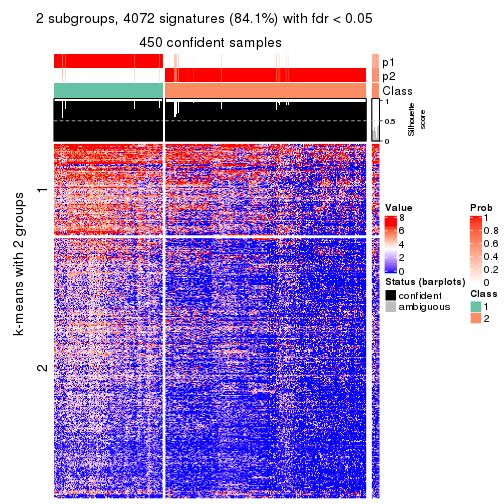 2 subgroups, 4072 signatures (84.1%) with fdr < 0.05
450 confident samples
p1
p2
Class
1
0.5
0
Silhouette
score
k-means with 2 groups
1
2
Value
8
6
4
2
0
Status (barplots)
confident
ambiguous
Prob
1
0.8
0.6
0.4
0.2
0
Class
1
2